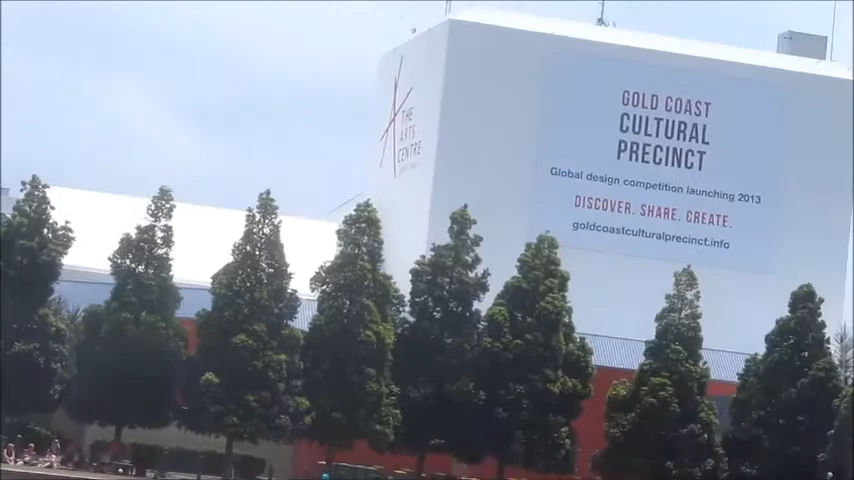 THE
ARTS
CENTRE
GOLD COAST
CULTURAL
PRECINCT
Global design competition launching 2013
DISCOVER. SHARE. CREATE.
goldcoastculturalprecinct.info